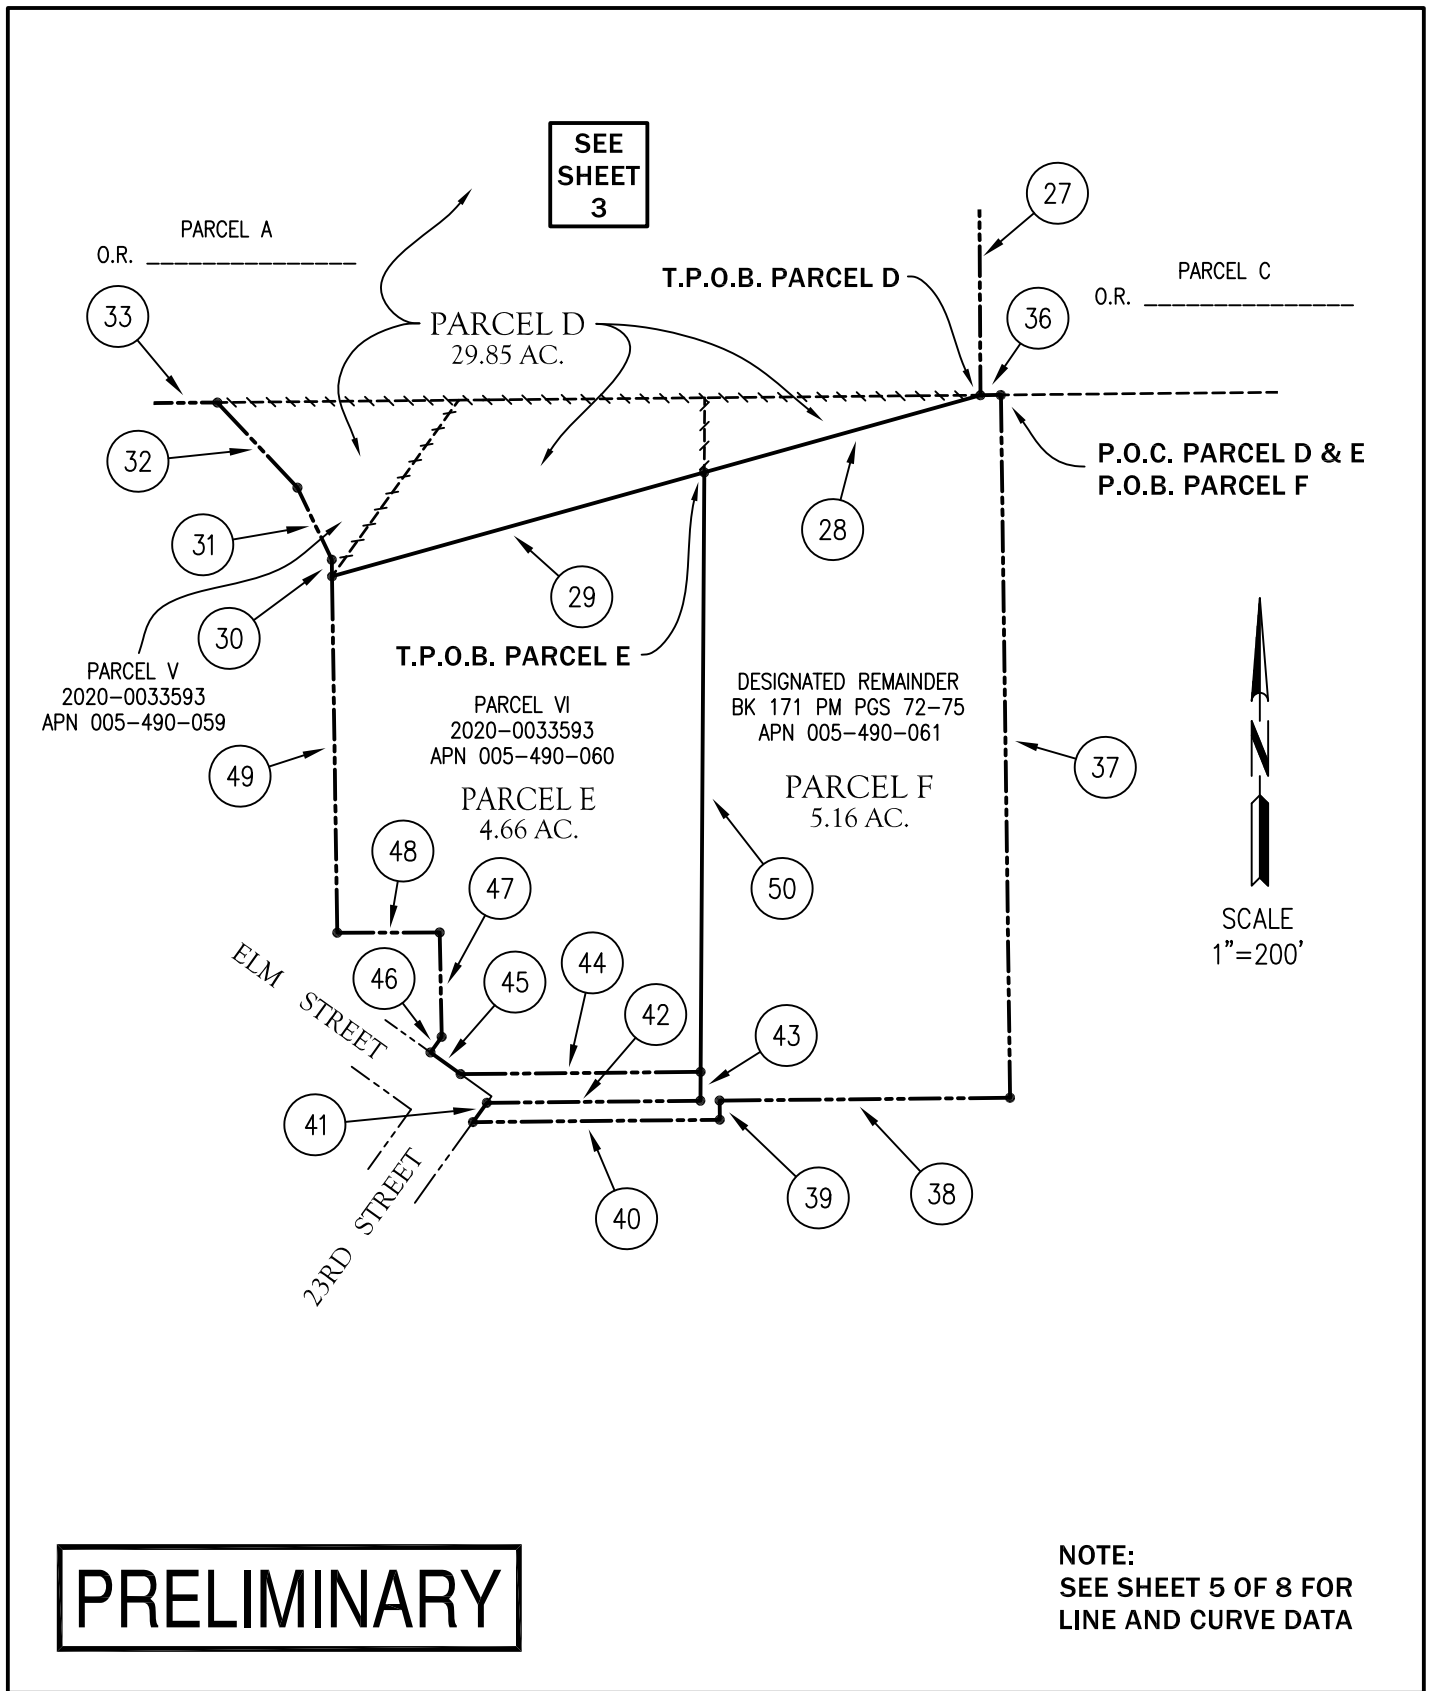 SEE
SHEET
3
27
PARCEL A
O.R. _______________
T.P.O.B. PARCEL D
PARCEL C
O.R. _______________
33
PARCEL D
29.85 AC.
36
32
P.O.C. PARCEL D & E
P.O.B. PARCEL F
31
28
29
30
T.P.O.B. PARCEL E
PARCEL V
2020-0033593
APN 005-490-059
PARCEL VI
2020-0033593
APN 005-490-060
DESIGNATED REMAINDER
BK 171 PM PGS 72-75
APN 005-490-061
49
37
PARCEL E
4.66 AC.
PARCEL F
5.16 AC.
N
48
47
50
SCALE
1"=200'
ELM STREET
46
45
44
42
43
41
23RD STREET
40
39
38
PRELIMINARY
NOTE:
SEE SHEET 5 OF 8 FOR
LINE AND CURVE DATA